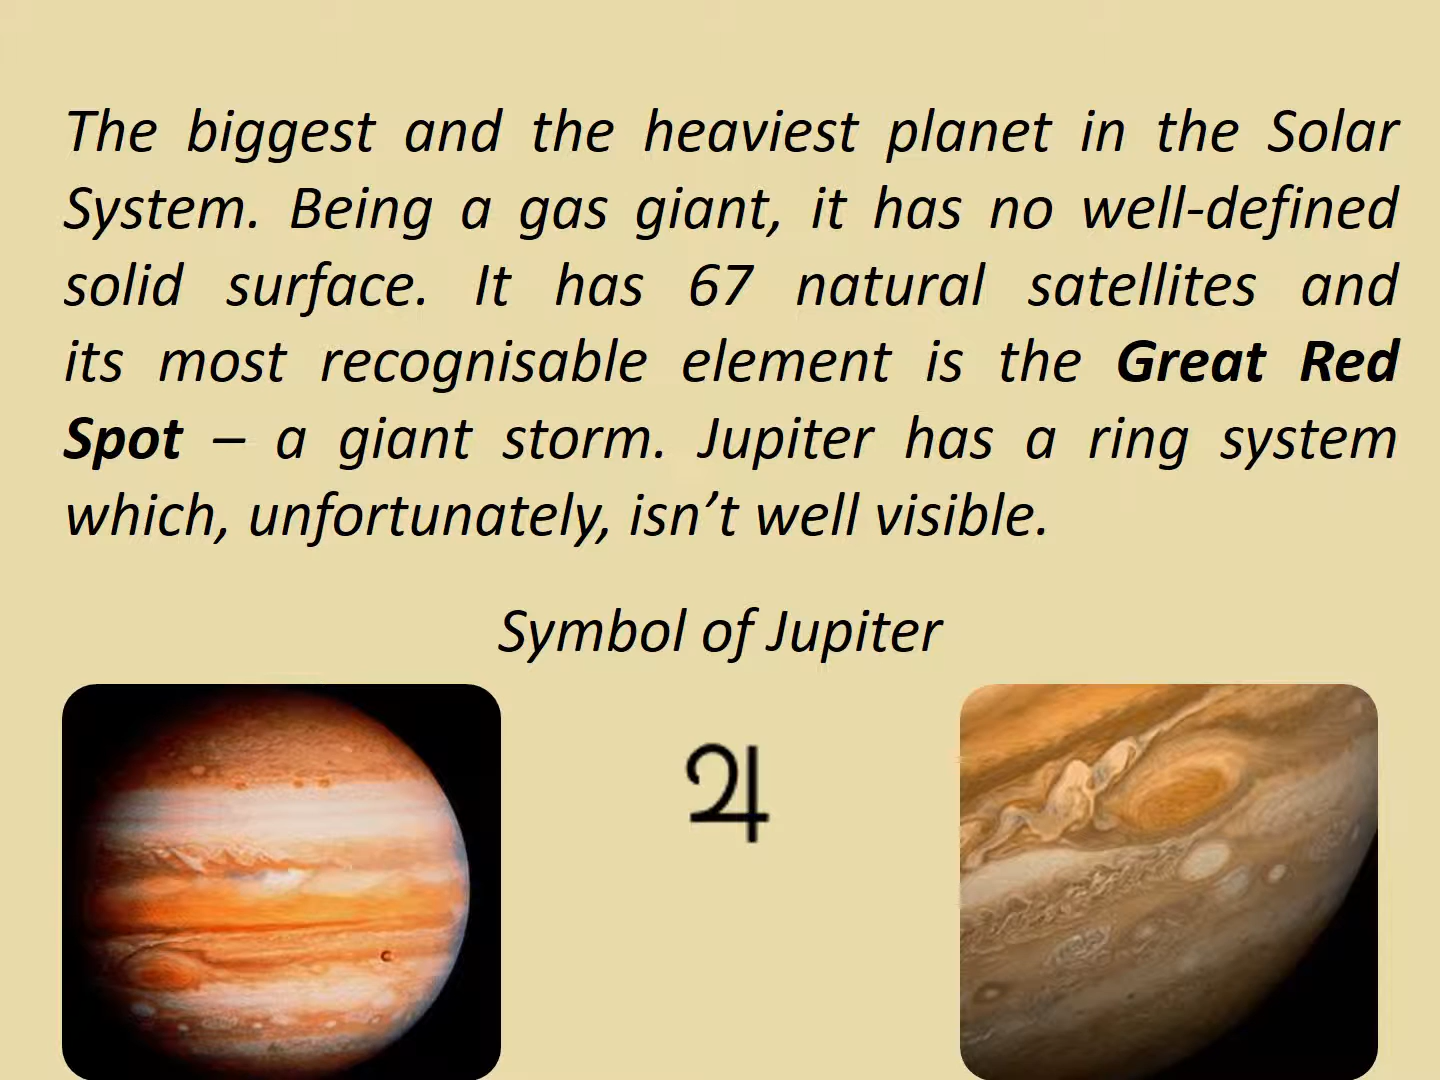 The biggest and the heaviest planet in the Solar
System. Being a gas giant, it has no well-defined
solid surface. It has 67 natural satellites and
its most recognisable element is the Great Red
Spot – a giant storm. Jupiter has a ring system
which, unfortunately, isn’t well visible.
Symbol of Jupiter
♃